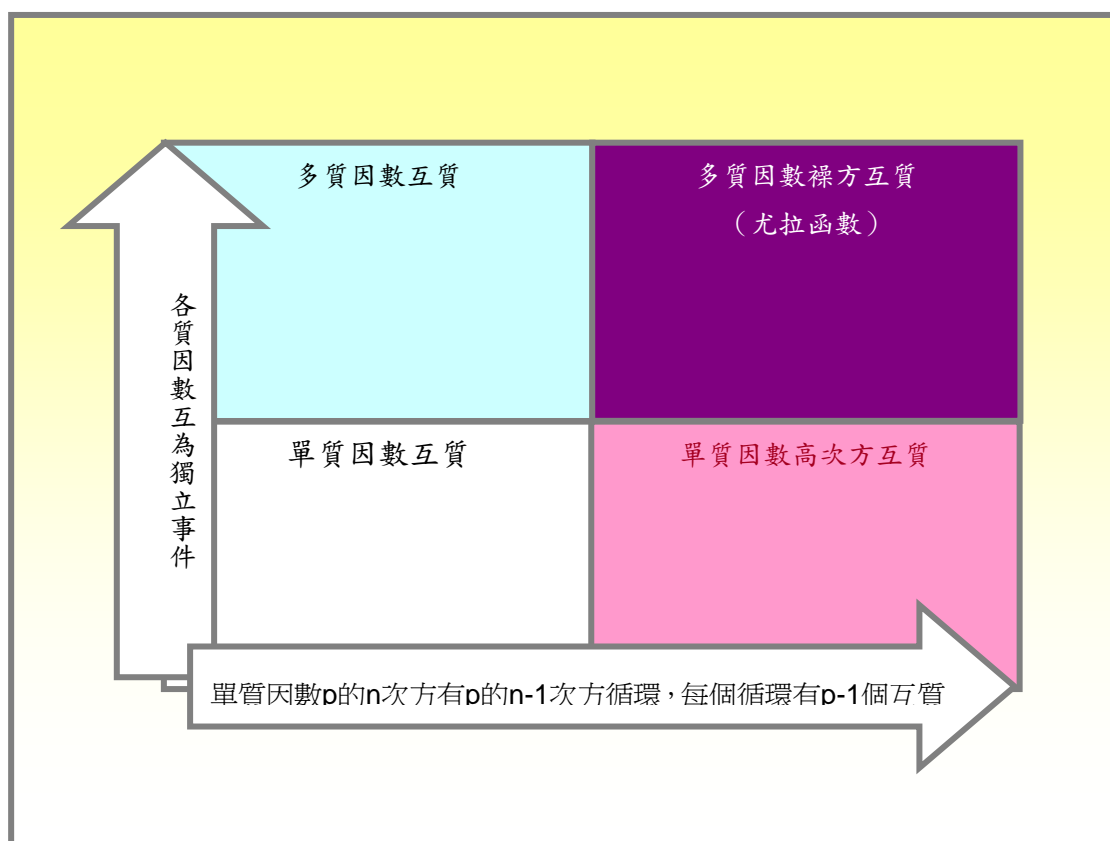 多質因數互質
多質因數襙方互質
（尤拉函數）
各質因數互為獨立事件
單質因數互質
單質因數高次方互質
單質因數p的n次方有p的n-1次方循環，每個循環有p-1個互質